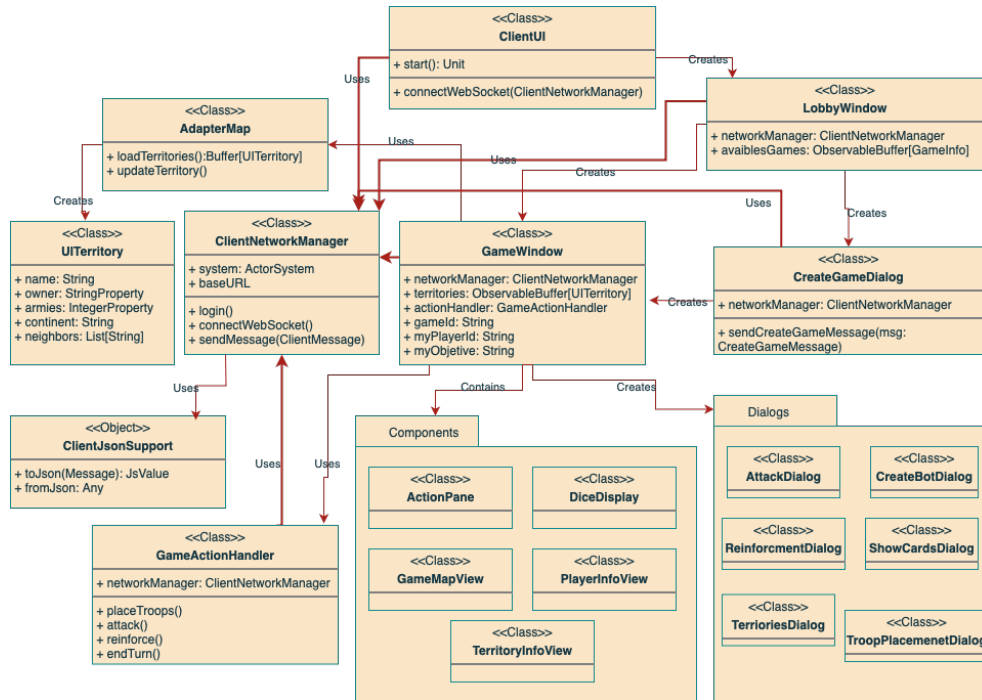 <<Class>>
ClientUI
+ start(): Unit
+ connectWebSocket(ClientNetworkManager)
Creates
Uses
<<Class>>
LobbyWindow
+ networkManager: ClientNetworkManager
+ avaiblesGames: ObservableBuffer[GameInfo]
<<Class>>
AdapterMap
+ loadTerritories():Buffer[UITerritory]
+ updateTerritory()
Uses
Uses
Creates
Creates
Uses
Creates
<<Class>>
UITerritory
+ name: String
+ owner: StringProperty
+ armies: IntegerProperty
+ continent: String
+ neighbors: List[String]
<<Class>>
ClientNetworkManager
+ system: ActorSystem
+ baseURL
+ login()
+ connectWebSocket()
+ sendMessage(ClientMessage)
<<Class>>
GameWindow
+ networkManager: ClientNetworkManager
+ territories: ObservableBuffer[UITerritory]
+ actionHandler: GameActionHandler
+ gameId: String
+ myPlayerId: String
+ myObjetive: String
Creates
<<Class>>
CreateGameDialog
+ networkManager: ClientNetworkManager
+ sendCreateGameMessage(msg:
CreateGameMessage)
Uses
Contains
Creates
<<Object>>
ClientJsonSupport
+ toJson(Message): JsValue
+ fromJson: Any
Uses
Uses
<<Class>>
GameActionHandler
+ networkManager: ClientNetworkManager
+ placeTroops()
+ attack()
+ reinforce()
+ endTurn()
Components
<<Class>>
ActionPane
<<Class>>
DiceDisplay
<<Class>>
GameMapView
<<Class>>
PlayerInfoView
<<Class>>
TerritoryInfoView
Dialogs
<<Class>>
AttackDialog
<<Class>>
CreateBotDialog
<<Class>>
ReinforcmentDialog
<<Class>>
ShowCardsDialog
<<Class>>
TerrioriesDialog
<<Class>>
TroopPlacemenetDialog